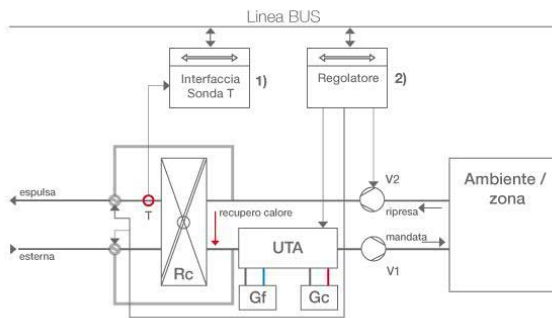 Linea BUS
Interfaccia
Sonda T
1)
Regolatore
2)
espulsa
T
V2
Ambiente /
zona
ripresa
recupero calore
esterna
Rc
UTA
mandata
V1
Gf
Gc